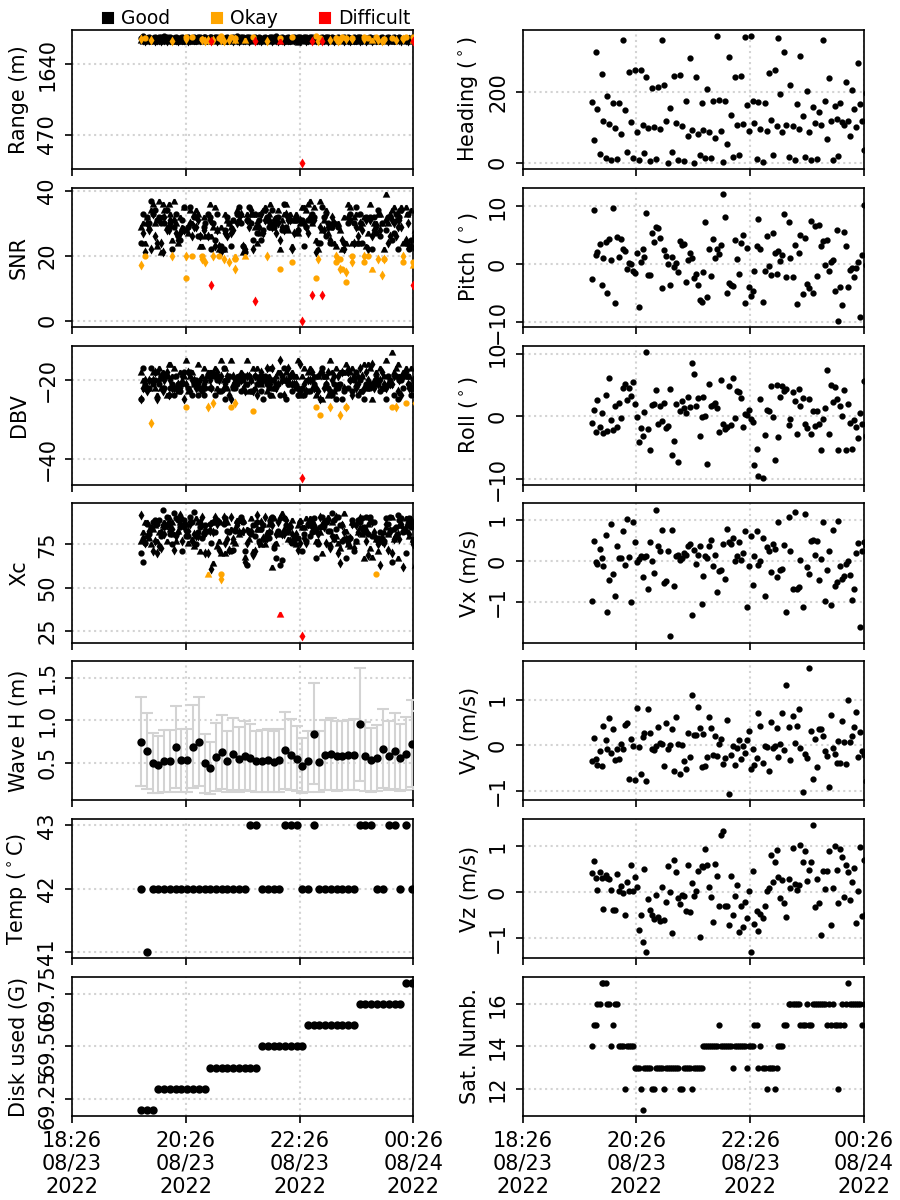 Good Okay Difficult
Range (m)
1640
470
Heading (°)
200
0
SNR
40
20
0
Pitch (°)
10
0
−10
DBV
−20
−40
Roll (°)
10
0
−10
Xc
75
50
25
Vx (m/s)
1
0
−1
Wave H (m)
1.5
1.0
0.5
Vy (m/s)
1
0
−1
Temp (°C)
43
42
41
Vz (m/s)
1
0
−1
Disk used (G)
69.75
69.50
69.25
Sat. Numb.
16
14
12
18:26 20:26 22:26 00:26 18:26 20:26 22:26 00:26
08/23 08/23 08/23 08/24 08/23 08/23 08/23 08/24
2022 2022 2022 2022 2022 2022 2022 2022